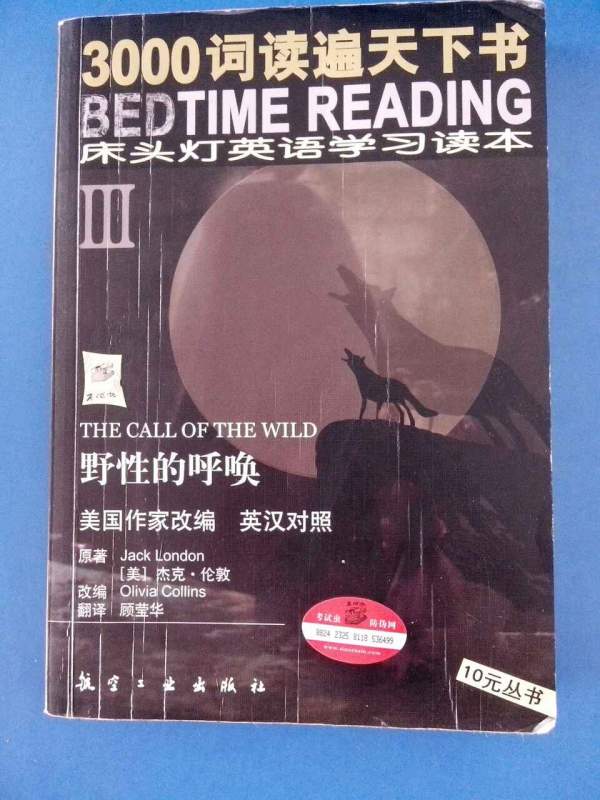 3000词读遍天下书
BEDTIME READING
床头灯英语学习读本
III
THE CALL OF THE WILD
野性的呼唤
美国作家改编 英汉对照
原著 Jack London
[美] 杰克·伦敦
改编 Olivia Collins
翻译 顾莹华
考试虫 防伪网
8824 2325 8118 536499
航空工业出版社
10元丛书